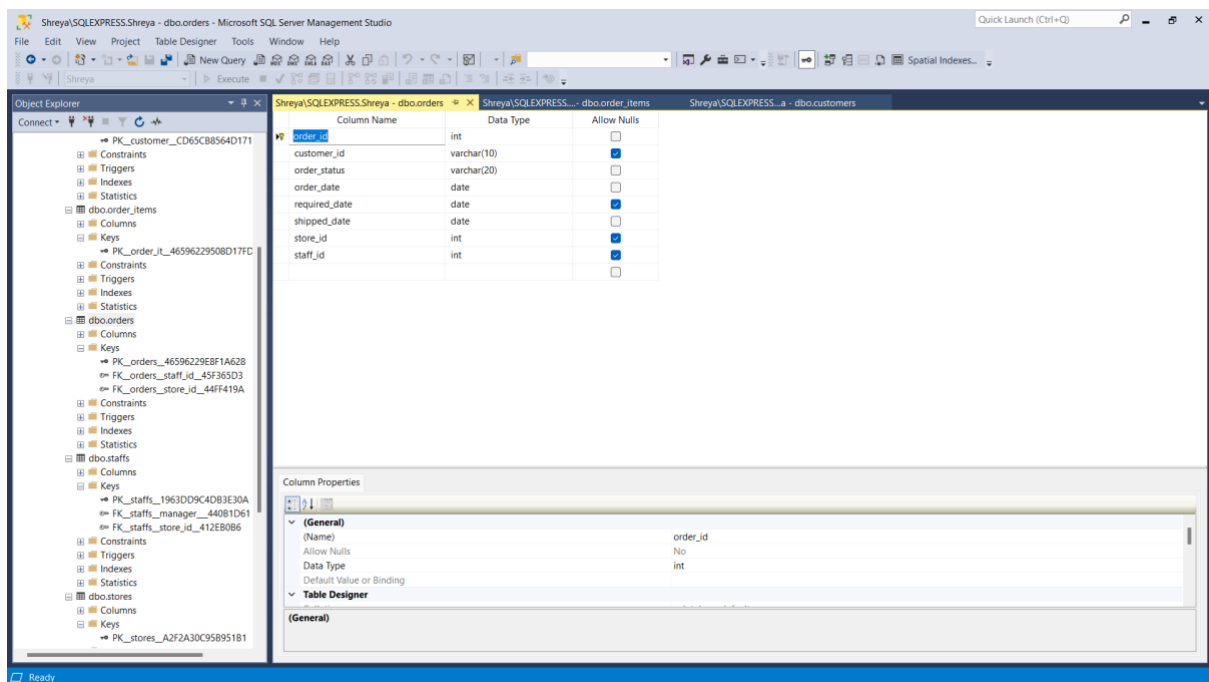 Shreya\SQLEXPRESS.Shreya - dbo.orders - Microsoft SQL Server Management Studio
Quick Launch (Ctrl+Q)
File Edit View Project Table Designer Tools Window Help
New Query
Spatial Indexes...
Shreya
Execute
Object Explorer
Connect
PK__customer__CD65CB8564D171
Constraints
Triggers
Indexes
Statistics
dbo.order_items
Columns
Keys
PK__order_it__46596229508D17FD
Constraints
Triggers
Indexes
Statistics
dbo.orders
Columns
Keys
PK__orders__46596229E8F1A628
FK__orders__staff_id__45F365D3
FK__orders__store_id__44FF419A
Constraints
Triggers
Indexes
Statistics
dbo.staffs
Columns
Keys
PK__staffs__1963DD9C4DB3E30A
FK__staffs__manager__440B1D61
FK__staffs__store_id__412EB0B6
Constraints
Triggers
Indexes
Statistics
dbo.stores
Columns
Keys
PK__stores__A2F2A30C95B951B1
Shreya\SQLEXPRESS.Shreya - dbo.orders Shreya\SQLEXPRESS....- dbo.order_items Shreya\SQLEXPRESS...a - dbo.customers
Column Name Data Type Allow Nulls
order_id int
customer_id varchar(10)
order_status varchar(20)
order_date date
required_date date
shipped_date date
store_id int
staff_id int
Column Properties
(General)
(Name) order_id
Allow Nulls No
Data Type int
Default Value or Binding
Table Designer
(General)
Ready